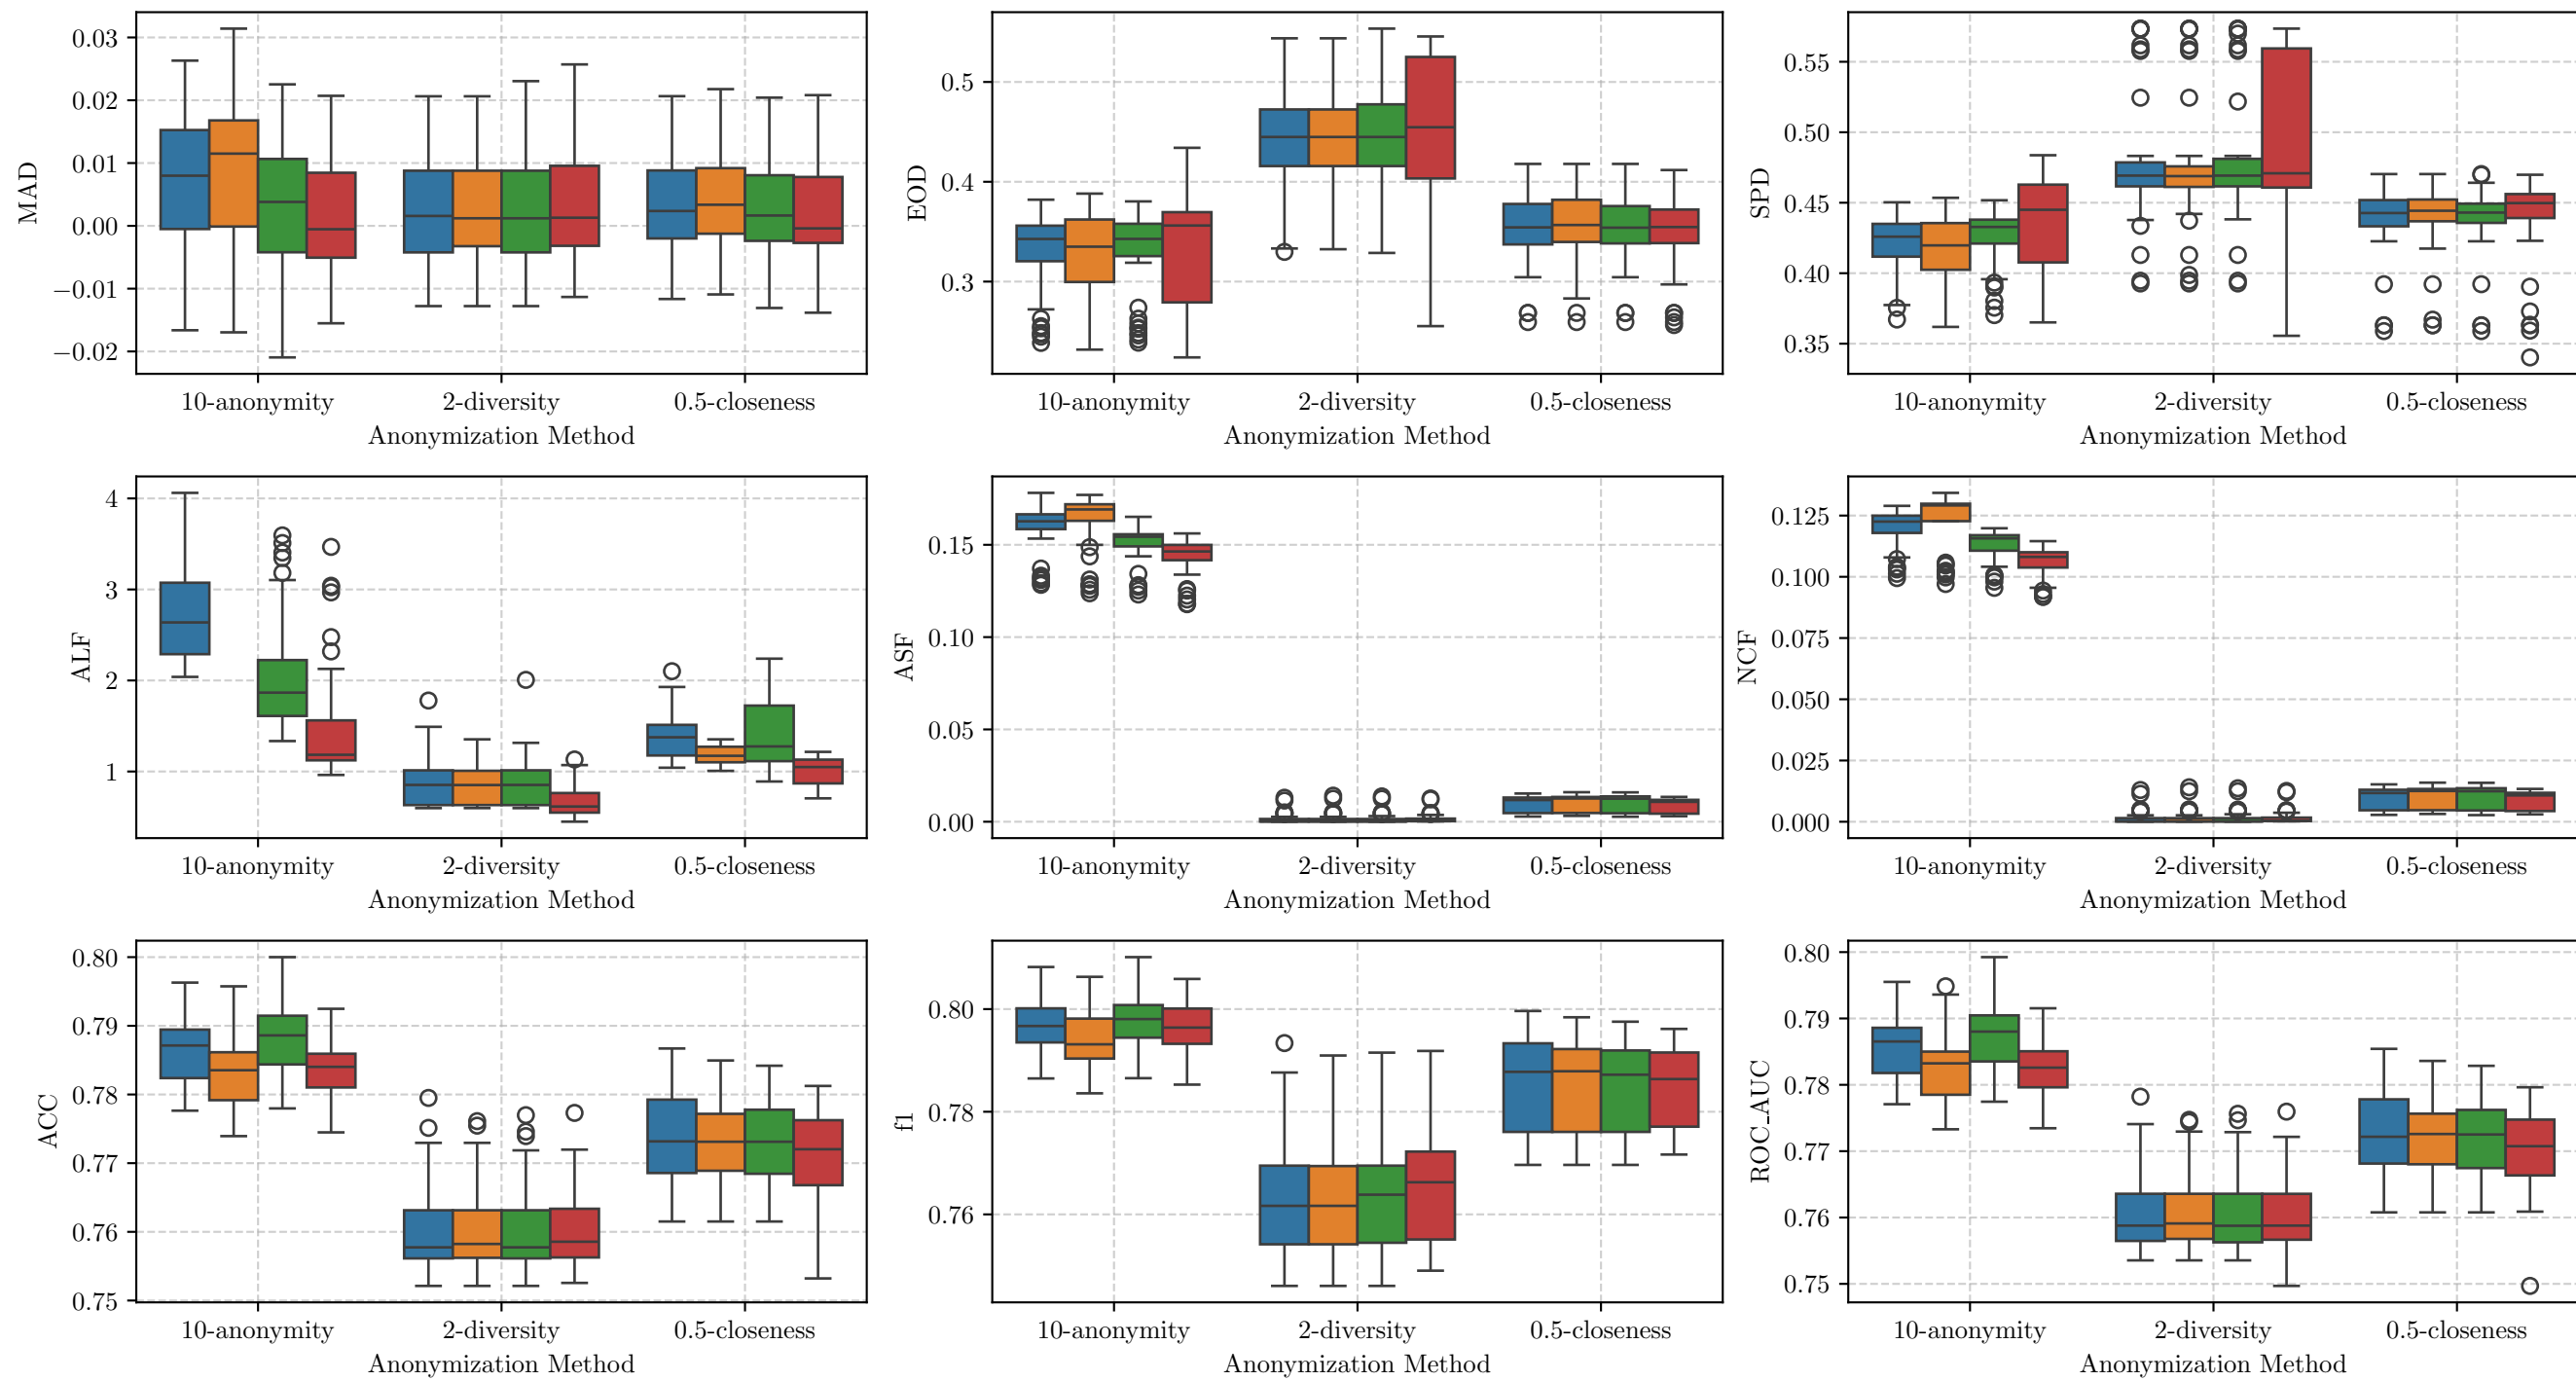 MAD
0.03
0.02
0.01
0.00
−0.01
−0.02
10-anonymity 2-diversity 0.5-closeness
Anonymization Method
EOD
0.5
0.4
0.3
10-anonymity 2-diversity 0.5-closeness
Anonymization Method
SPD
0.55
0.50
0.45
0.40
0.35
10-anonymity 2-diversity 0.5-closeness
Anonymization Method
ALF
4
3
2
1
10-anonymity 2-diversity 0.5-closeness
Anonymization Method
ASF
0.15
0.10
0.05
0.00
10-anonymity 2-diversity 0.5-closeness
Anonymization Method
NCF
0.125
0.100
0.075
0.050
0.025
0.000
10-anonymity 2-diversity 0.5-closeness
Anonymization Method
ACC
0.80
0.79
0.78
0.77
0.76
0.75
10-anonymity 2-diversity 0.5-closeness
Anonymization Method
f1
0.80
0.78
0.76
10-anonymity 2-diversity 0.5-closeness
Anonymization Method
ROC_AUC
0.80
0.79
0.78
0.77
0.76
0.75
10-anonymity 2-diversity 0.5-closeness
Anonymization Method